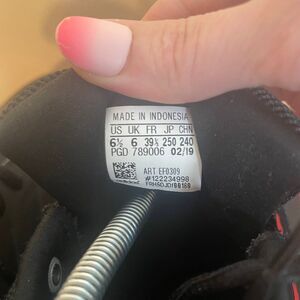 MADE IN INDONESIA
US UK FR JP CHN
6½ 6 39⅓ 250 240
PGD 789006 02/19
ART EF0309
#122234998